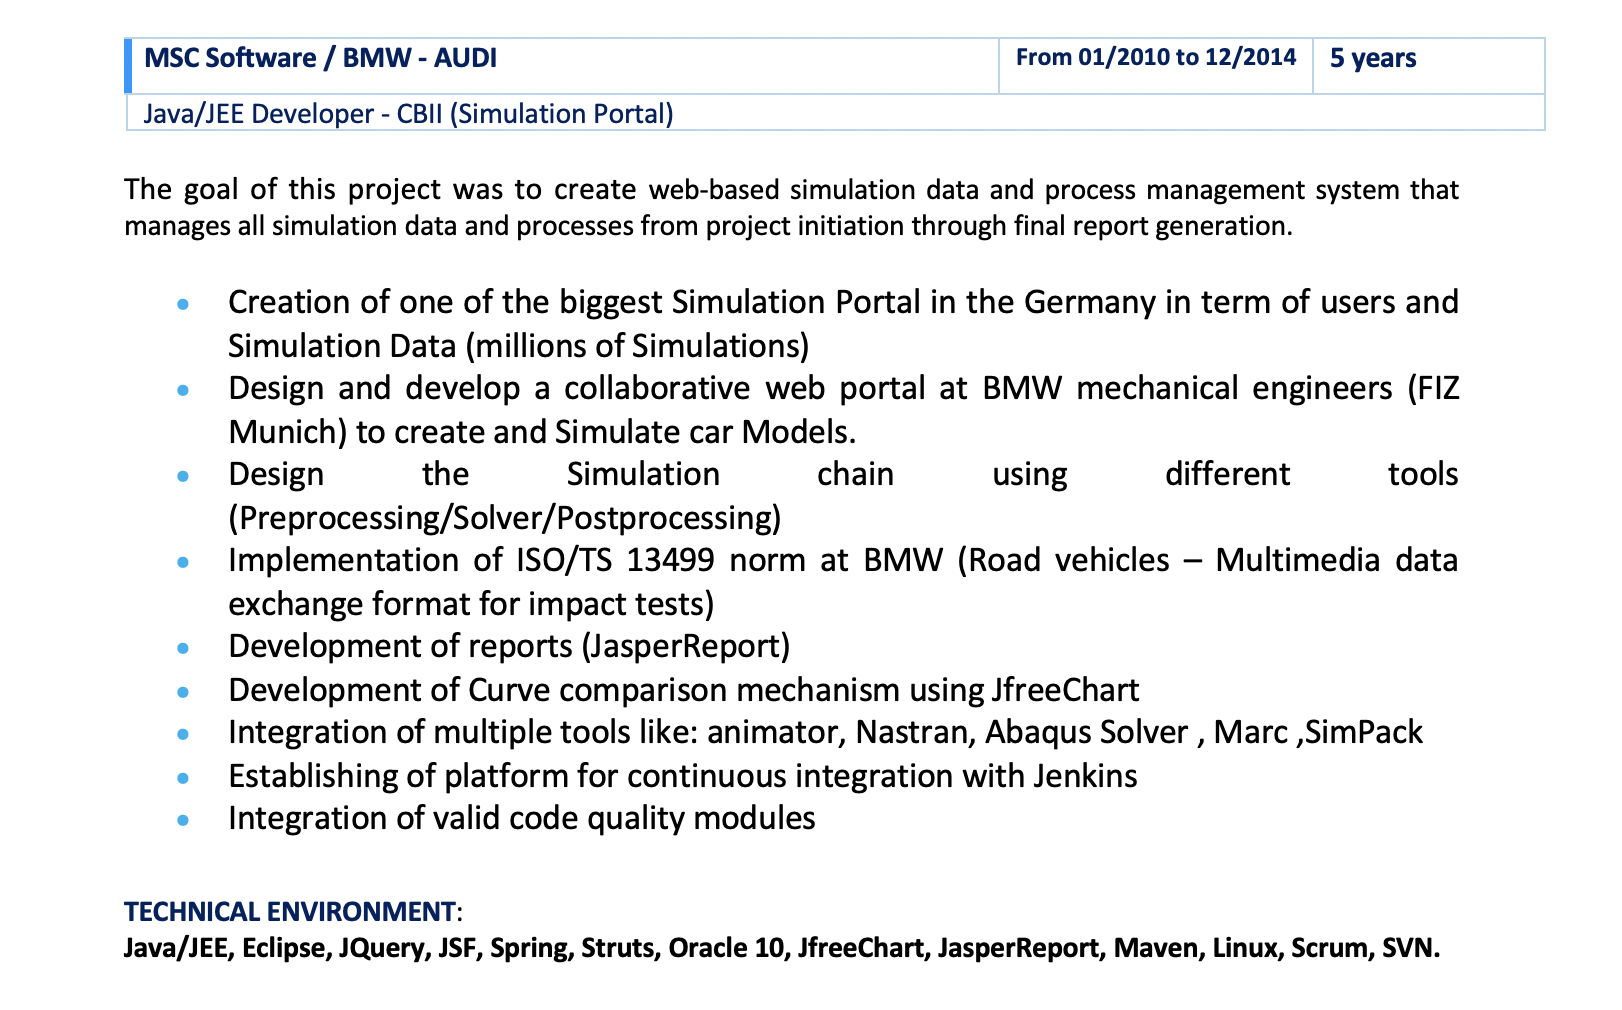 MSC Software / BMW - AUDI From 01/2010 to 12/2014 5 years
Java/JEE Developer - CBII (Simulation Portal)
The goal of this project was to create web-based simulation data and process management system that
manages all simulation data and processes from project initiation through final report generation.
• Creation of one of the biggest Simulation Portal in the Germany in term of users and
Simulation Data (millions of Simulations)
• Design and develop a collaborative web portal at BMW mechanical engineers (FIZ
Munich) to create and Simulate car Models.
• Design the Simulation chain using different tools
(Preprocessing/Solver/Postprocessing)
• Implementation of ISO/TS 13499 norm at BMW (Road vehicles – Multimedia data
exchange format for impact tests)
• Development of reports (JasperReport)
• Development of Curve comparison mechanism using JfreeChart
• Integration of multiple tools like: animator, Nastran, Abaqus Solver , Marc ,SimPack
• Establishing of platform for continuous integration with Jenkins
• Integration of valid code quality modules
TECHNICAL ENVIRONMENT:
Java/JEE, Eclipse, JQuery, JSF, Spring, Struts, Oracle 10, JfreeChart, JasperReport, Maven, Linux, Scrum, SVN.